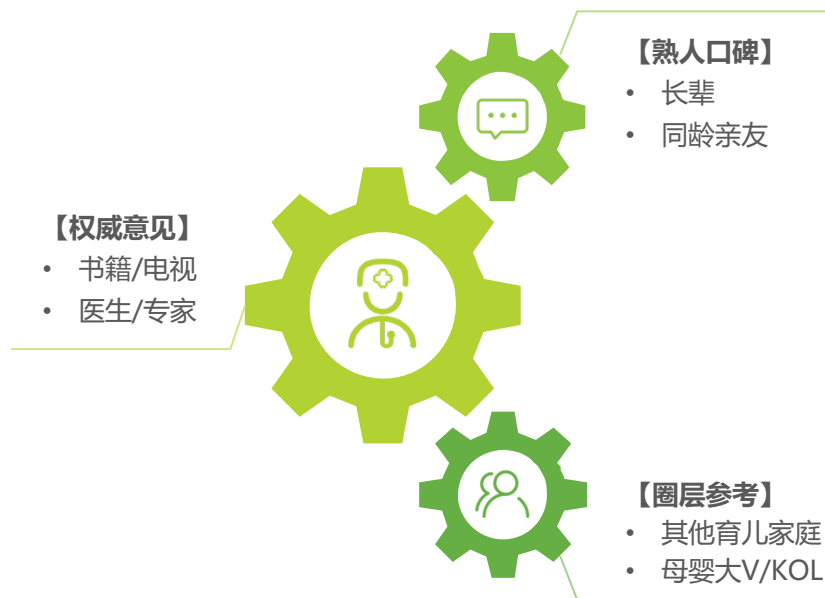 【熟人口碑】
• 长辈
• 同龄亲友
【权威意见】
• 书籍/电视
• 医生/专家
【圈层参考】
• 其他育儿家庭
• 母婴大V/KOL